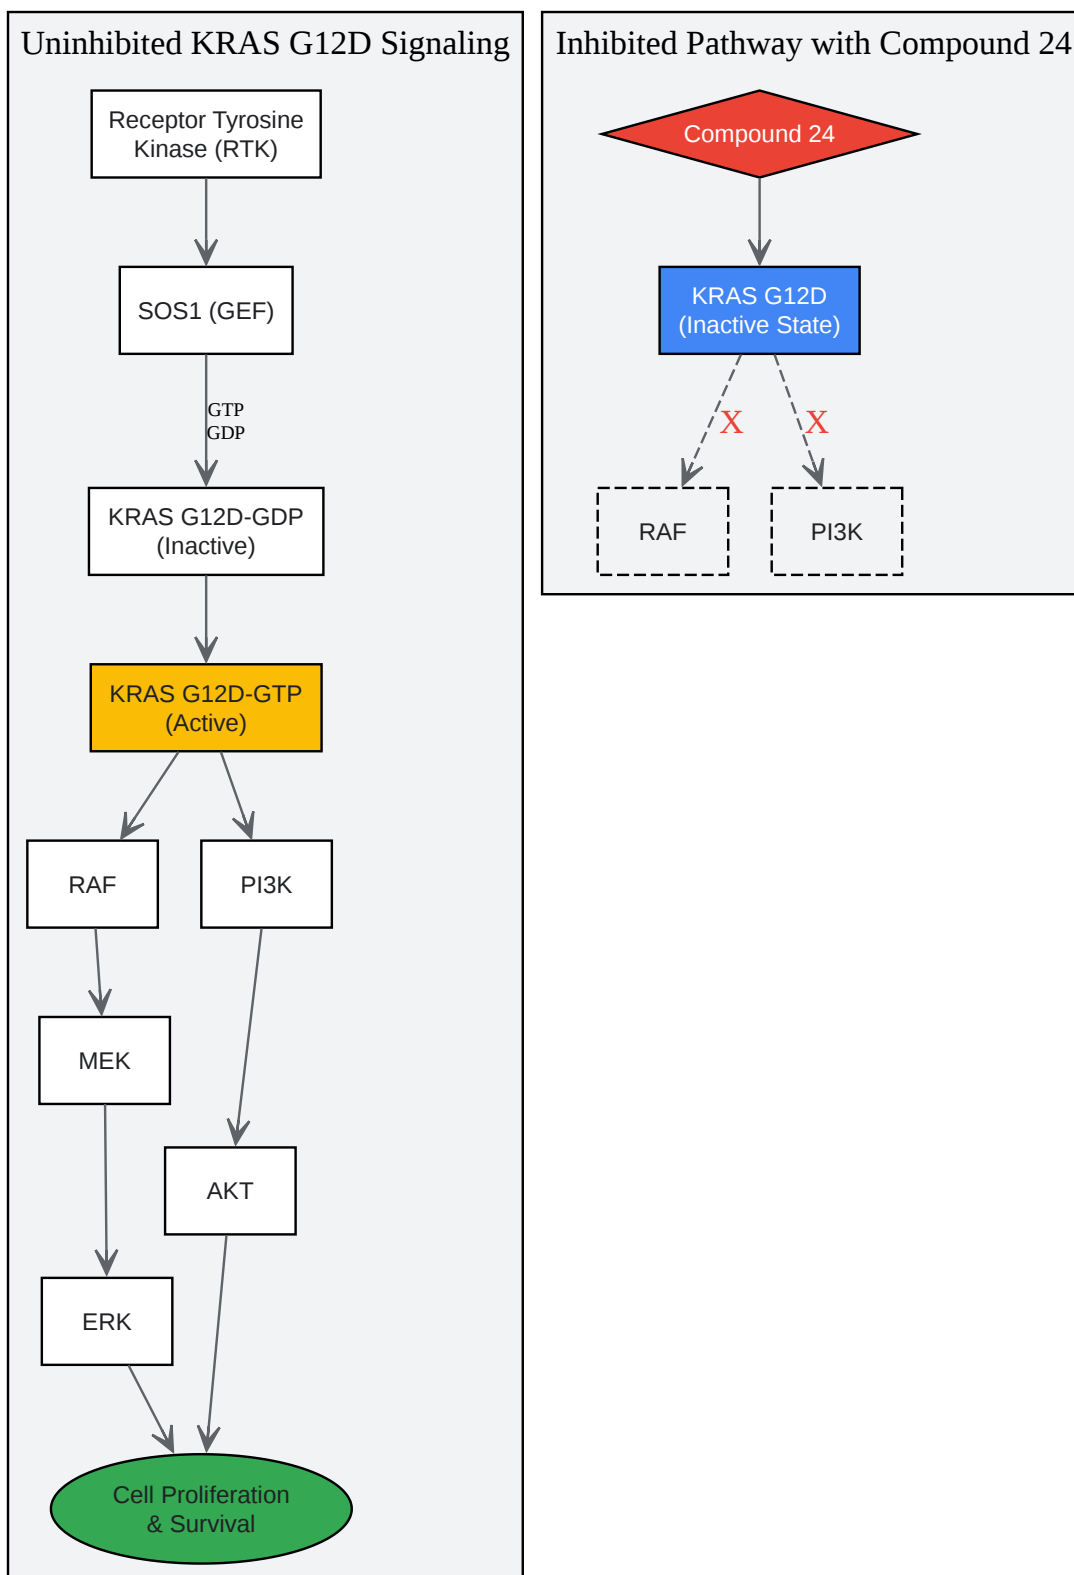 Uninhibited KRAS G12D Signaling
Receptor Tyrosine
Kinase (RTK)
SOS1 (GEF)
GTP
GDP
KRAS G12D-GDP
(Inactive)
KRAS G12D-GTP
(Active)
RAF
PI3K
MEK
AKT
ERK
Cell Proliferation
& Survival
Inhibited Pathway with Compound 24
Compound 24
KRAS G12D
(Inactive State)
X
X
RAF
PI3K